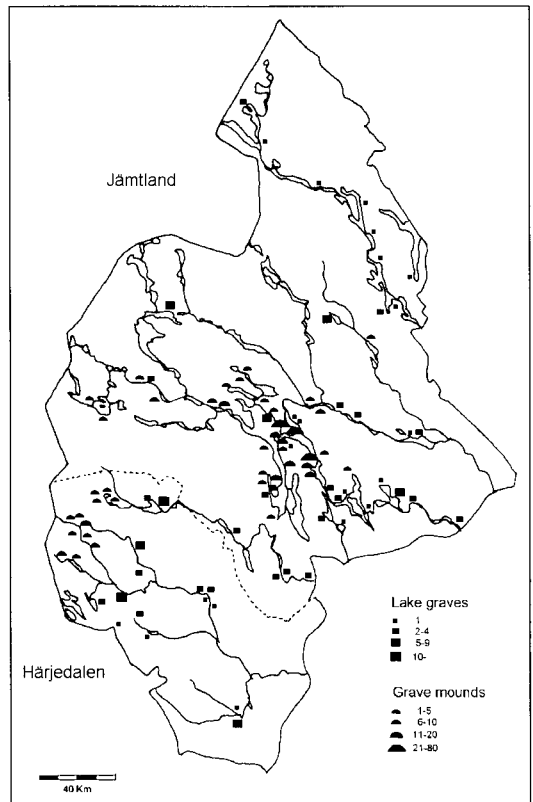 Jämtland
Härjedalen
40 Km
Lake graves
1
2-4
5-9
10-
Grave mounds
1-5
6-10
11-20
21-80